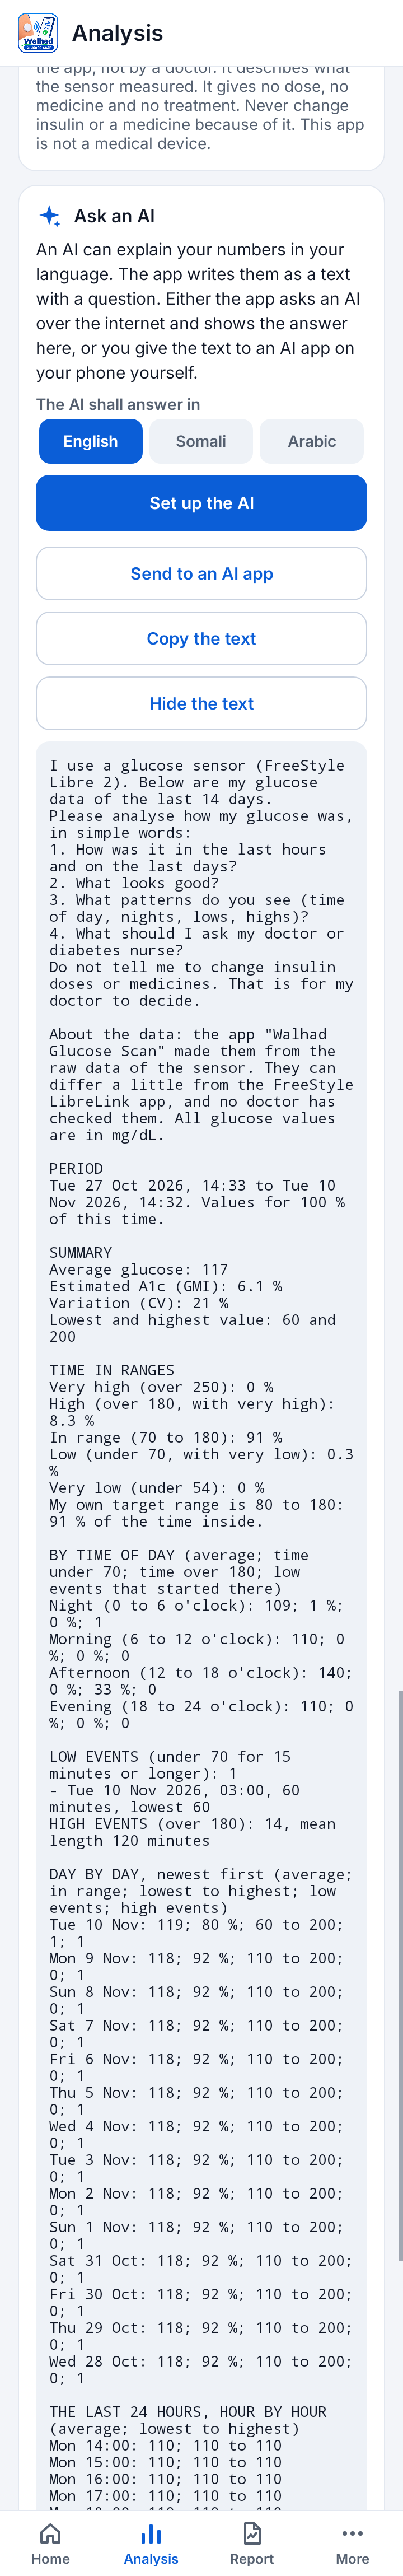 Walhad
Glucose Scan
Analysis
the app, not by a doctor. It describes what
the sensor measured. It gives no dose, no
medicine and no treatment. Never change
insulin or a medicine because of it. This app
is not a medical device.
Ask an AI
An AI can explain your numbers in your
language. The app writes them as a text
with a question. Either the app asks an AI
over the internet and shows the answer
here, or you give the text to an AI app on
your phone yourself.
The AI shall answer in
English
Somali
Arabic
Set up the AI
Send to an AI app
Copy the text
Hide the text
I use a glucose sensor (FreeStyle
Libre 2). Below are my glucose
data of the last 14 days.
Please analyse how my glucose was,
in simple words:
1. How was it in the last hours
and on the last days?
2. What looks good?
3. What patterns do you see (time
of day, nights, lows, highs)?
4. What should I ask my doctor or
diabetes nurse?
Do not tell me to change insulin
doses or medicines. That is for my
doctor to decide.
About the data: the app "Walhad
Glucose Scan" made them from the
raw data of the sensor. They can
differ a little from the FreeStyle
LibreLink app, and no doctor has
checked them. All glucose values
are in mg/dL.
PERIOD
Tue 27 Oct 2026, 14:33 to Tue 10
Nov 2026, 14:32. Values for 100 %
of this time.
SUMMARY
Average glucose: 117
Estimated A1c (GMI): 6.1 %
Variation (CV): 21 %
Lowest and highest value: 60 and
200
TIME IN RANGES
Very high (over 250): 0 %
High (over 180, with very high):
8.3 %
In range (70 to 180): 91 %
Low (under 70, with very low): 0.3
%
Very low (under 54): 0 %
My own target range is 80 to 180:
91 % of the time inside.
BY TIME OF DAY (average; time
under 70; time over 180; low
events that started there)
Night (0 to 6 o'clock): 109; 1 %;
0 %; 1
Morning (6 to 12 o'clock): 110; 0
%; 0 %; 0
Afternoon (12 to 18 o'clock): 140;
0 %; 33 %; 0
Evening (18 to 24 o'clock): 110; 0
%; 0 %; 0
LOW EVENTS (under 70 for 15
minutes or longer): 1
- Tue 10 Nov 2026, 03:00, 60
minutes, lowest 60
HIGH EVENTS (over 180): 14, mean
length 120 minutes
DAY BY DAY, newest first (average;
in range; lowest to highest; low
events; high events)
Tue 10 Nov: 119; 80 %; 60 to 200;
1; 1
Mon 9 Nov: 118; 92 %; 110 to 200;
0; 1
Sun 8 Nov: 118; 92 %; 110 to 200;
0; 1
Sat 7 Nov: 118; 92 %; 110 to 200;
0; 1
Fri 6 Nov: 118; 92 %; 110 to 200;
0; 1
Thu 5 Nov: 118; 92 %; 110 to 200;
0; 1
Wed 4 Nov: 118; 92 %; 110 to 200;
0; 1
Tue 3 Nov: 118; 92 %; 110 to 200;
0; 1
Mon 2 Nov: 118; 92 %; 110 to 200;
0; 1
Sun 1 Nov: 118; 92 %; 110 to 200;
0; 1
Sat 31 Oct: 118; 92 %; 110 to 200;
0; 1
Fri 30 Oct: 118; 92 %; 110 to 200;
0; 1
Thu 29 Oct: 118; 92 %; 110 to 200;
0; 1
Wed 28 Oct: 118; 92 %; 110 to 200;
0; 1
THE LAST 24 HOURS, HOUR BY HOUR
(average; lowest to highest)
Mon 14:00: 110; 110 to 110
Mon 15:00: 110; 110 to 110
Mon 16:00: 110; 110 to 110
Mon 17:00: 110; 110 to 110
Home
Analysis
Report
More